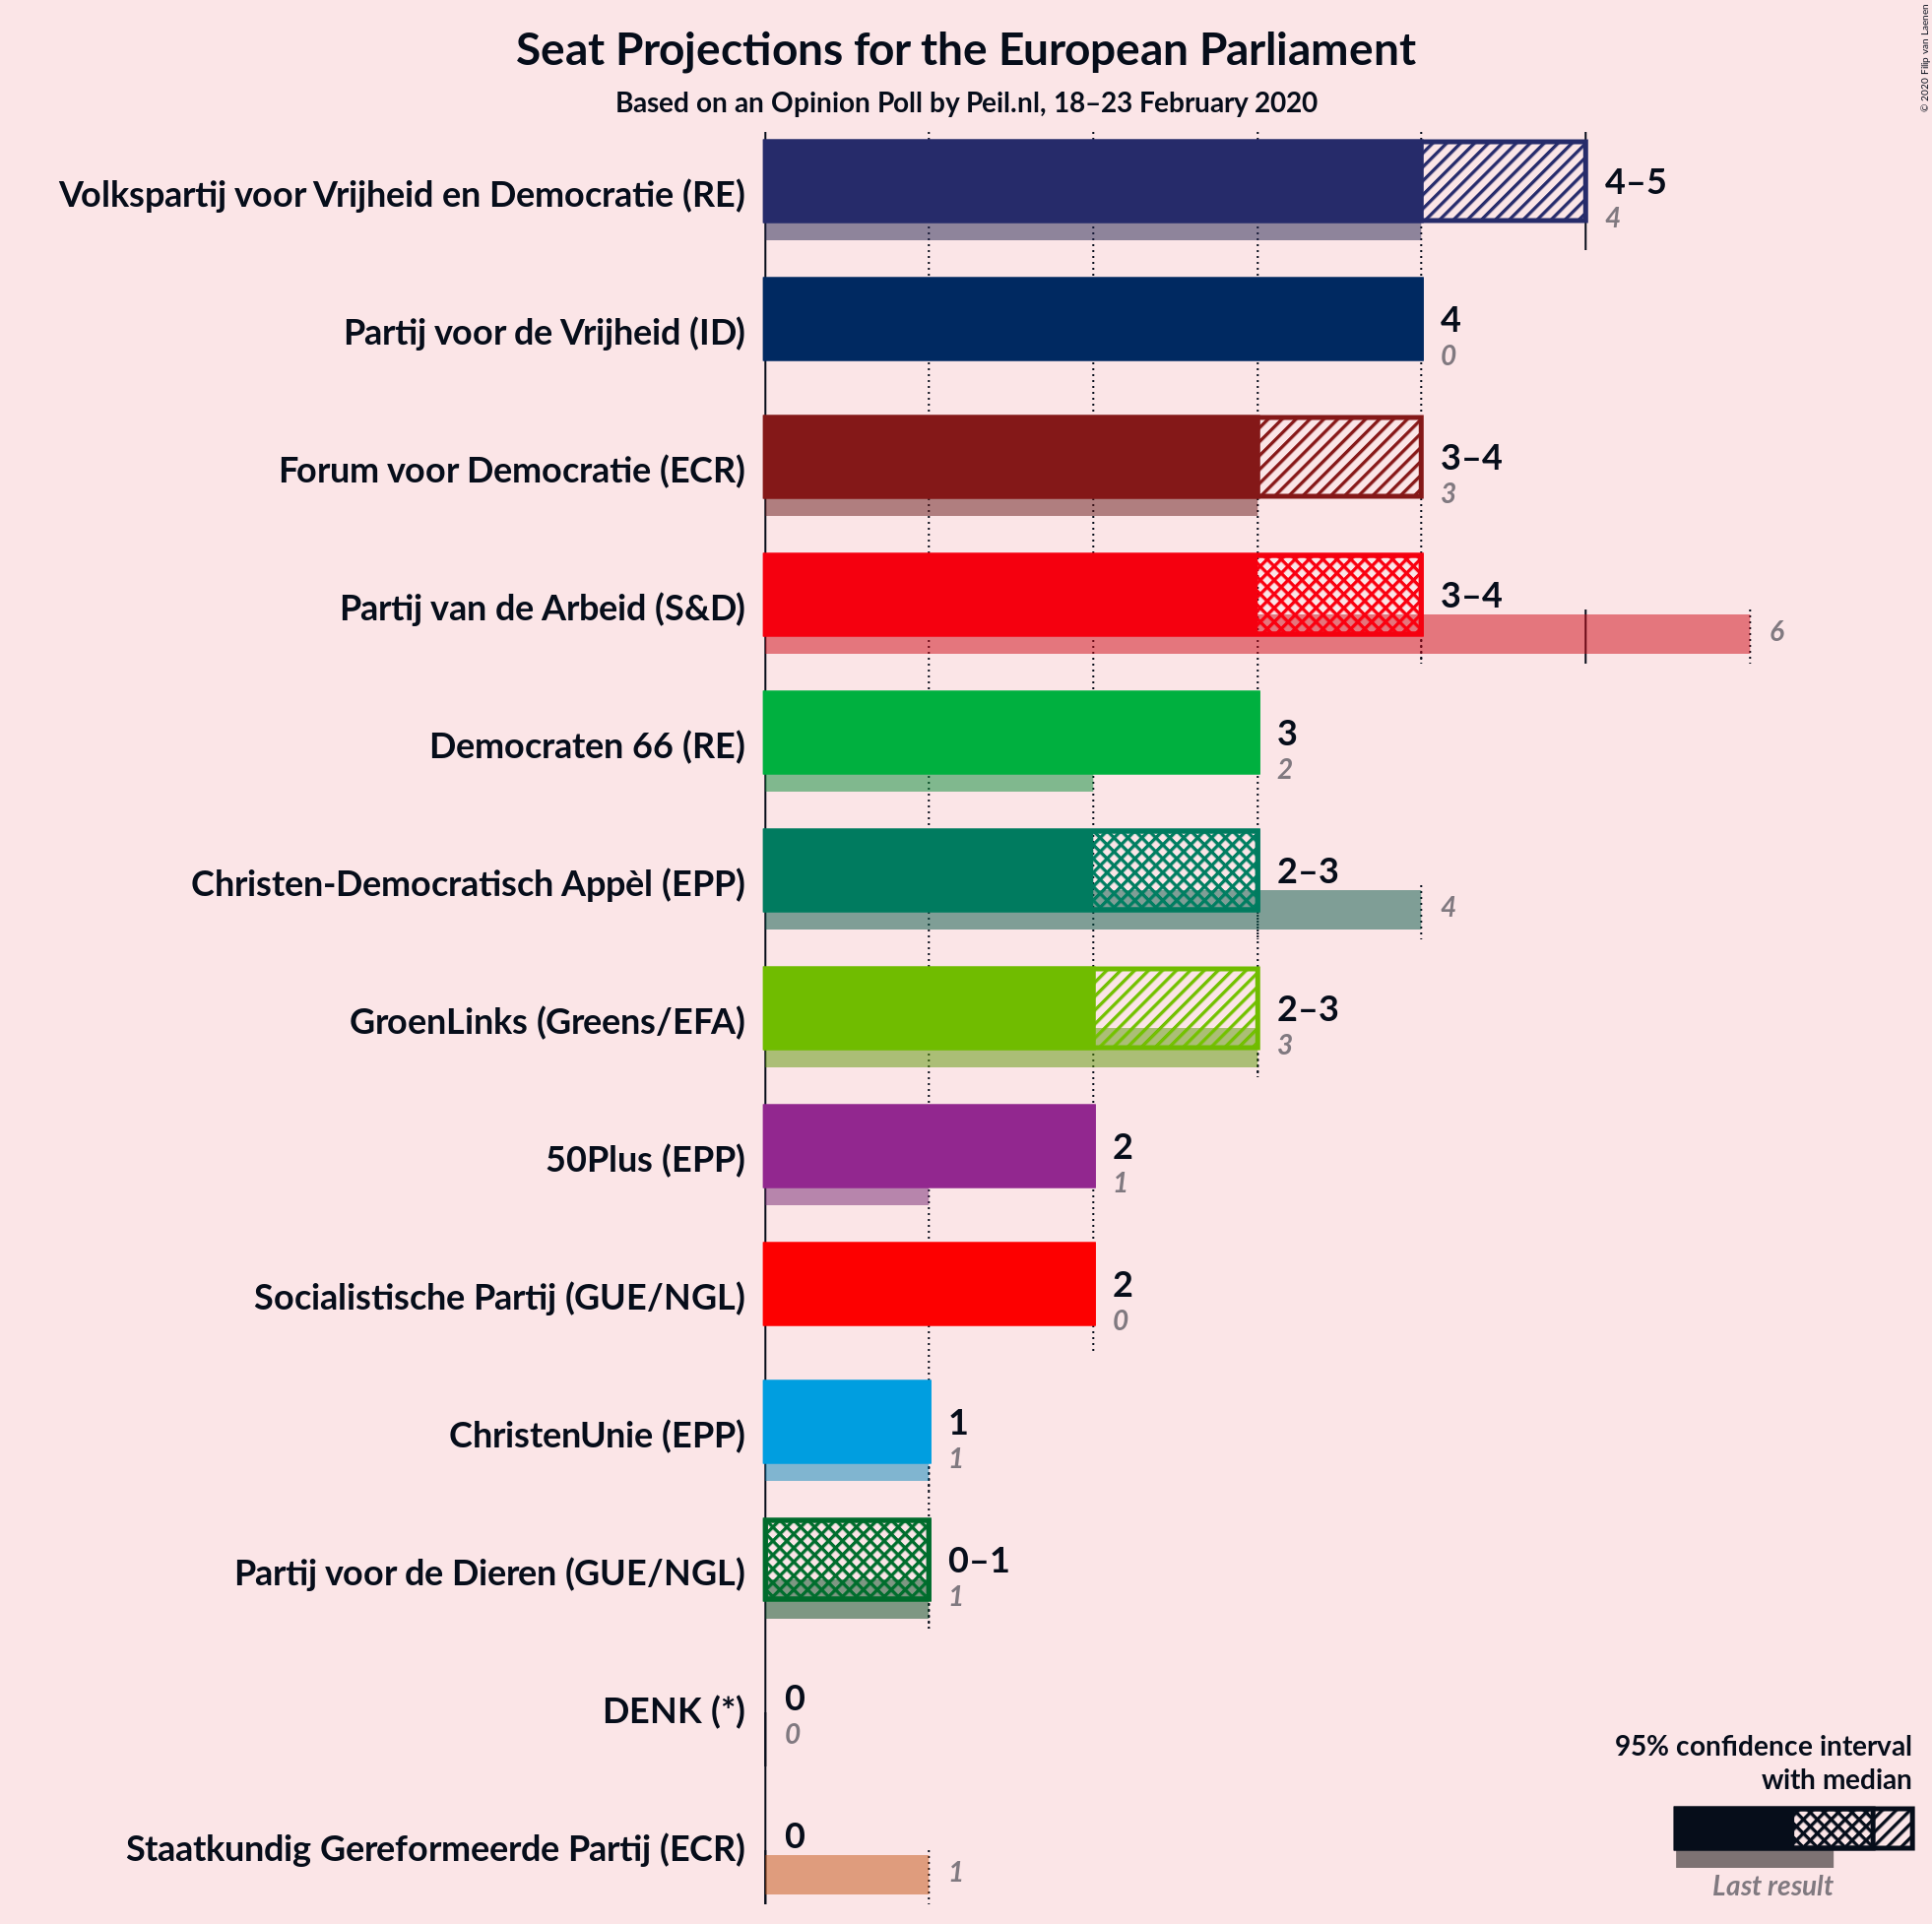 Seat Projections for the European Parliament
Based on an Opinion Poll by Peil.nl, 18–23 February 2020
© 2020 Filip van Laenen
Volkspartij voor Vrijheid en Democratie (RE)
4–5
4
Partij voor de Vrijheid (ID)
4
0
Forum voor Democratie (ECR)
3–4
3
Partij van de Arbeid (S&D)
3–4
6
Democraten 66 (RE)
3
2
Christen-Democratisch Appèl (EPP)
2–3
4
GroenLinks (Greens/EFA)
2–3
3
50Plus (EPP)
2
1
Socialistische Partij (GUE/NGL)
2
0
ChristenUnie (EPP)
1
1
Partij voor de Dieren (GUE/NGL)
0–1
1
DENK (*)
0
0
Staatkundig Gereformeerde Partij (ECR)
0
1
95% confidence interval
with median
Last result